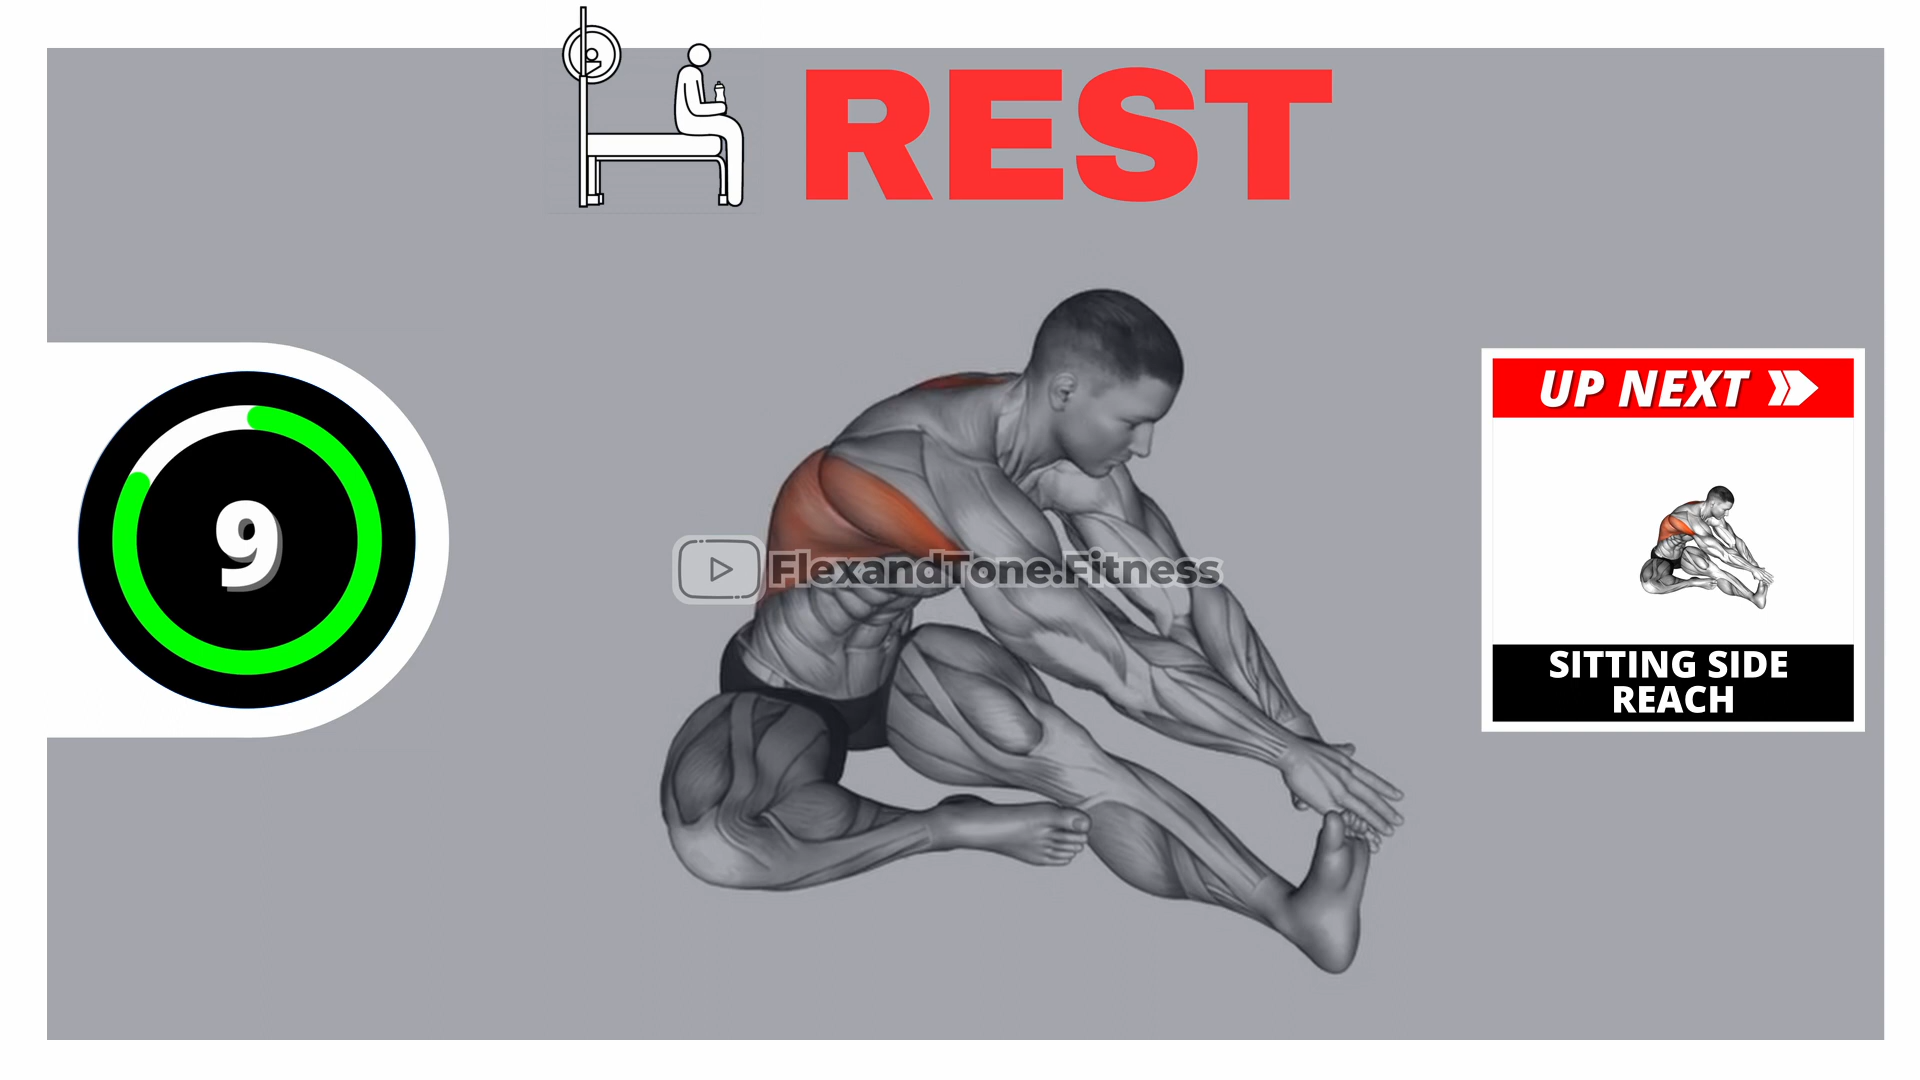 REST
9
FlexandTone.Fitness
UP NEXT
SITTING SIDE
REACH